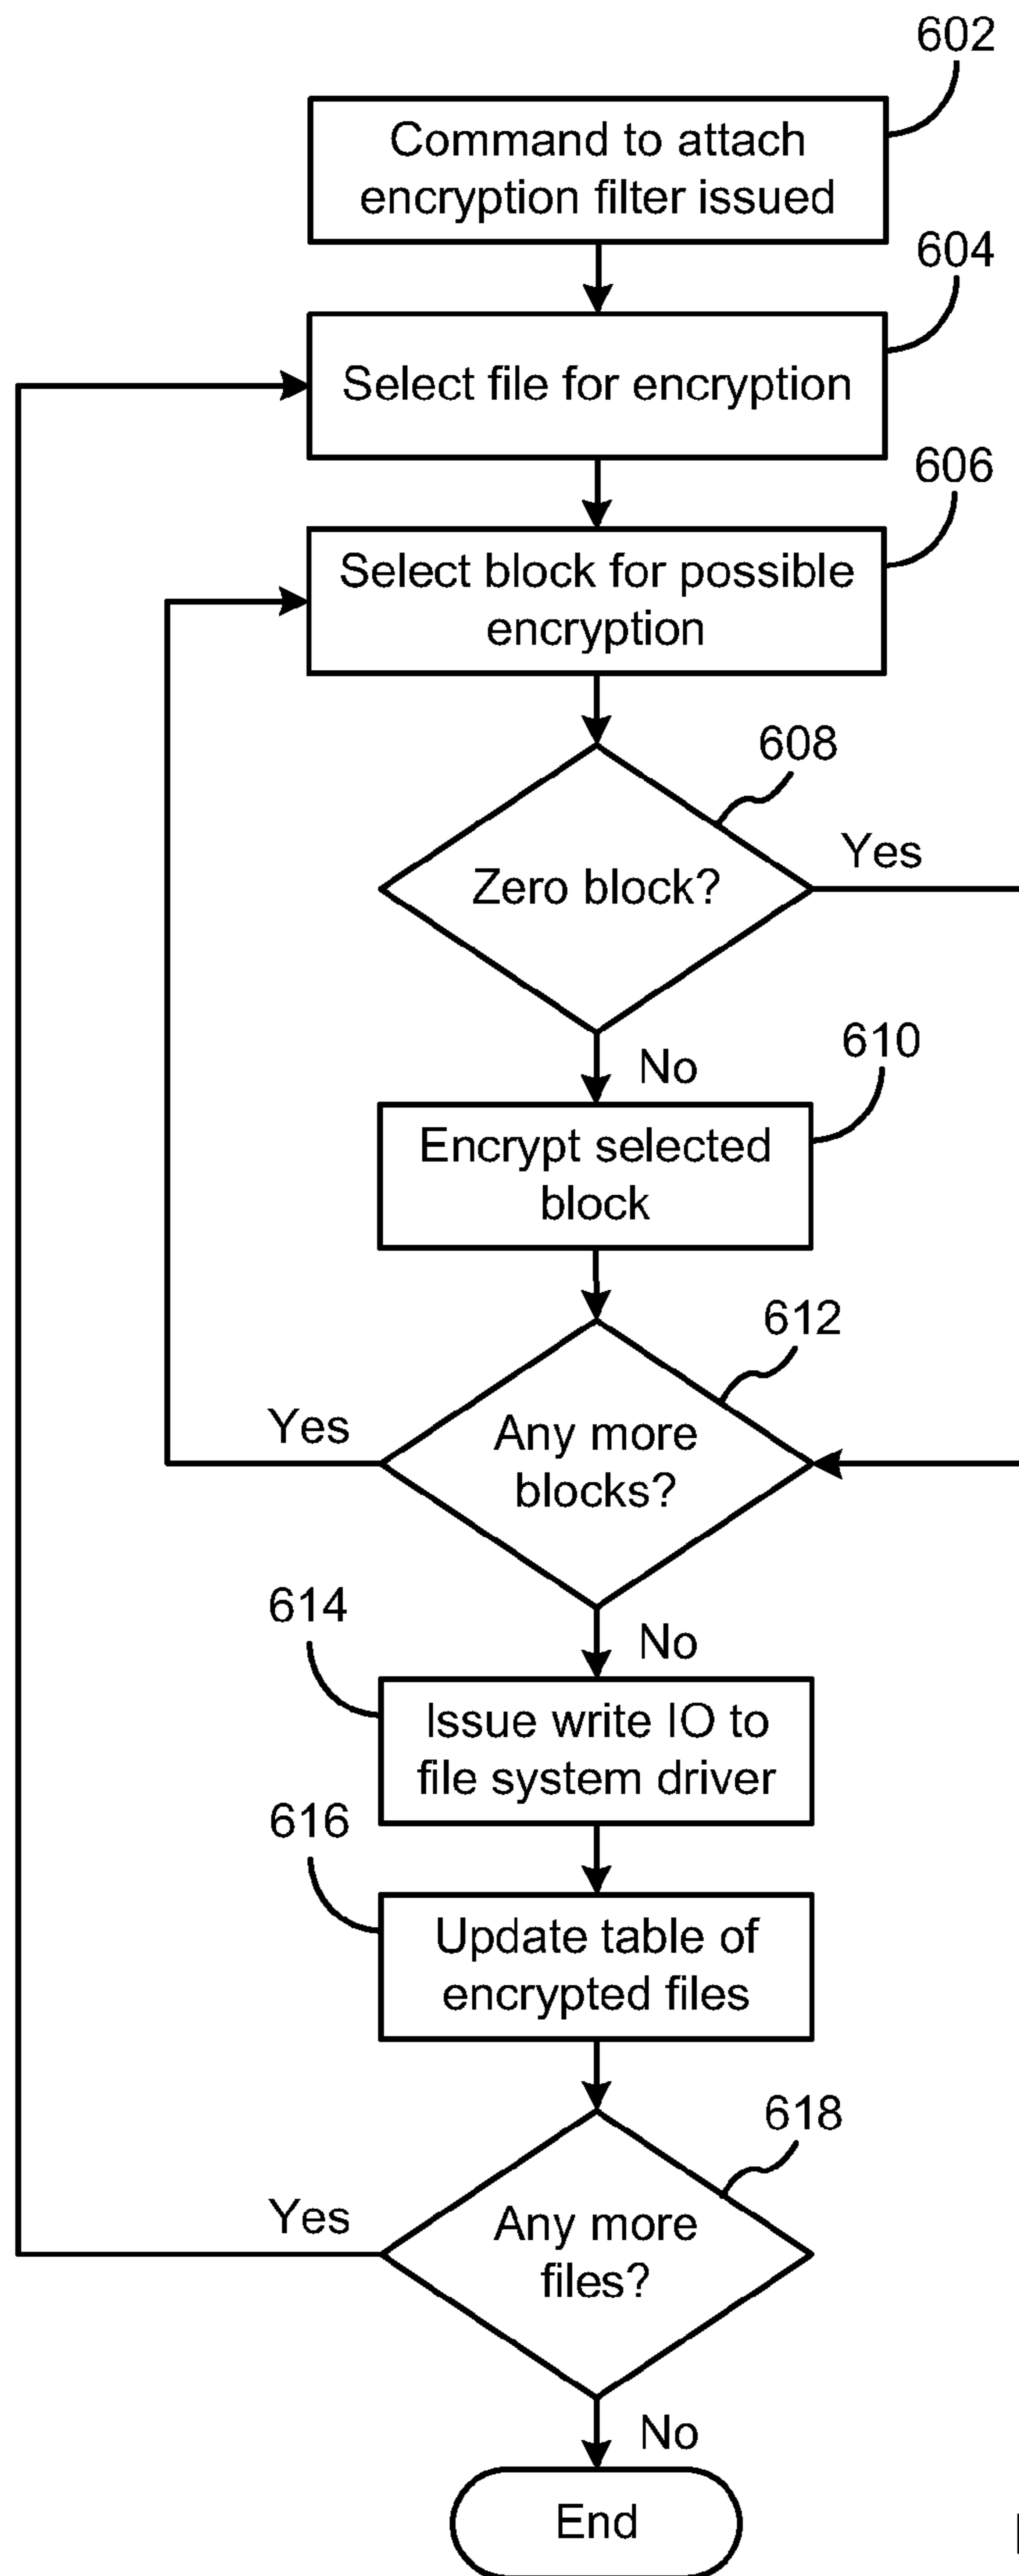 602
Command to attach
encryption filter issued
604
Select file for encryption
606
Select block for possible
encryption
608
Zero block?
Yes
No
610
Encrypt selected
block
612
Any more
blocks?
Yes
No
614
Issue write IO to
file system driver
616
Update table of
encrypted files
618
Any more
files?
Yes
No
End